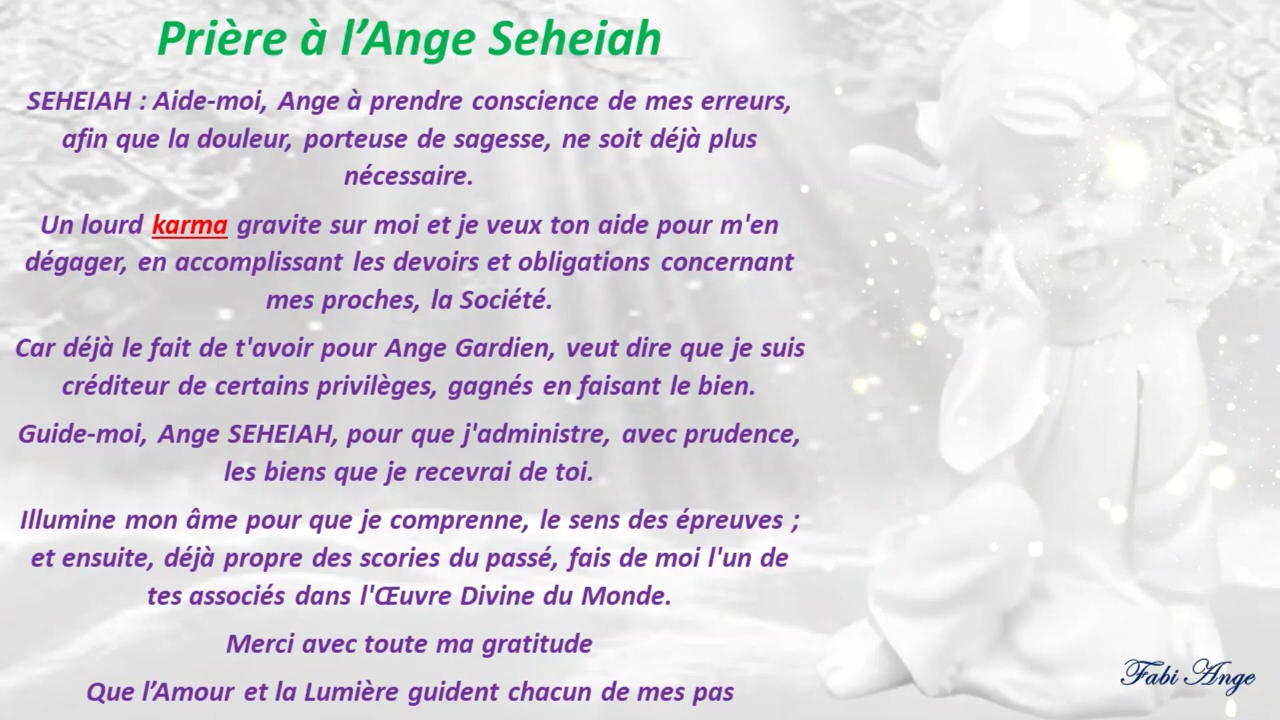 Prière à l’Ange Seheiah
SEHEIAH : Aide-moi, Ange à prendre conscience de mes erreurs,
afin que la douleur, porteuse de sagesse, ne soit déjà plus
nécessaire.
Un lourd karma gravite sur moi et je veux ton aide pour m'en
dégager, en accomplissant les devoirs et obligations concernant
mes proches, la Société.
Car déjà le fait de t'avoir pour Ange Gardien, veut dire que je suis
créditeur de certains privilèges, gagnés en faisant le bien.
Guide-moi, Ange SEHEIAH, pour que j'administre, avec prudence,
les biens que je recevrai de toi.
Illumine mon âme pour que je comprenne, le sens des épreuves ;
et ensuite, déjà propre des scories du passé, fais de moi l'un de
tes associés dans l'Œuvre Divine du Monde.
Merci avec toute ma gratitude
Que l’Amour et la Lumière guident chacun de mes pas
Fabi Ange